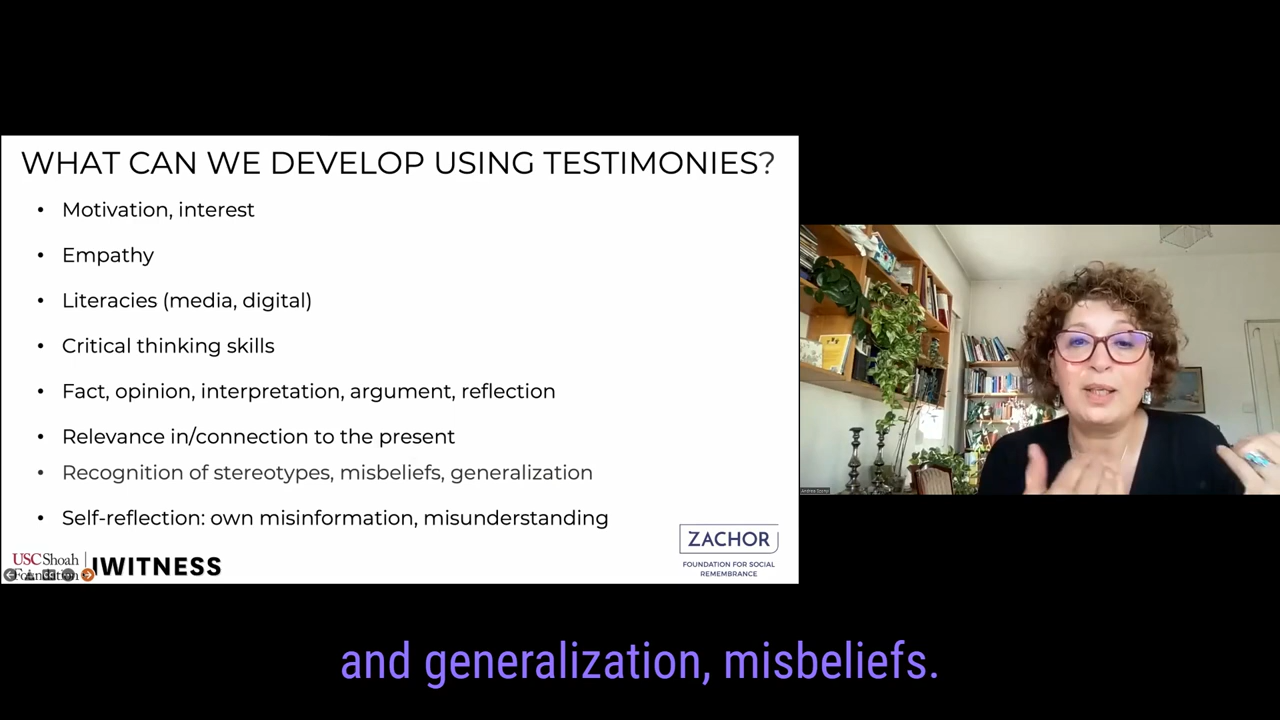 WHAT CAN WE DEVELOP USING TESTIMONIES?
• Motivation, interest
• Empathy
• Literacies (media, digital)
• Critical thinking skills
• Fact, opinion, interpretation, argument, reflection
• Relevance in/connection to the present
• Recognition of stereotypes, misbeliefs, generalization
• Self-reflection: own misinformation, misunderstanding
USC Shoah
Foundation
IWITNESS
ZACHOR
FOUNDATION FOR SOCIAL
REMEMBRANCE
and generalization, misbeliefs.